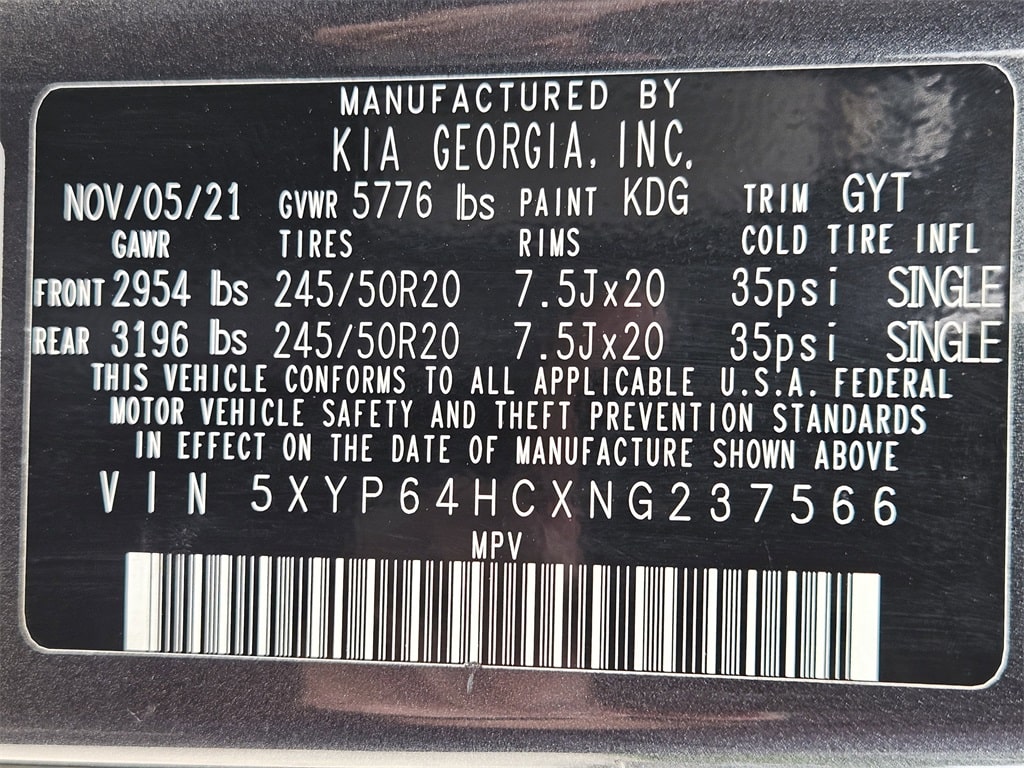 MANUFACTURED BY
KIA GEORGIA, INC.
NOV/05/21 GVWR 5776 lbs PAINT KDG TRIM GYT
GAWR TIRES RIMS COLD TIRE INFL
FRONT 2954 lbs 245/50R20 7.5Jx20 35psi SINGLE
REAR 3196 lbs 245/50R20 7.5Jx20 35psi SINGLE
THIS VEHICLE CONFORMS TO ALL APPLICABLE U.S.A. FEDERAL
MOTOR VEHICLE SAFETY AND THEFT PREVENTION STANDARDS
IN EFFECT ON THE DATE OF MANUFACTURE SHOWN ABOVE
VIN 5XYP64HCXNG237566
MPV